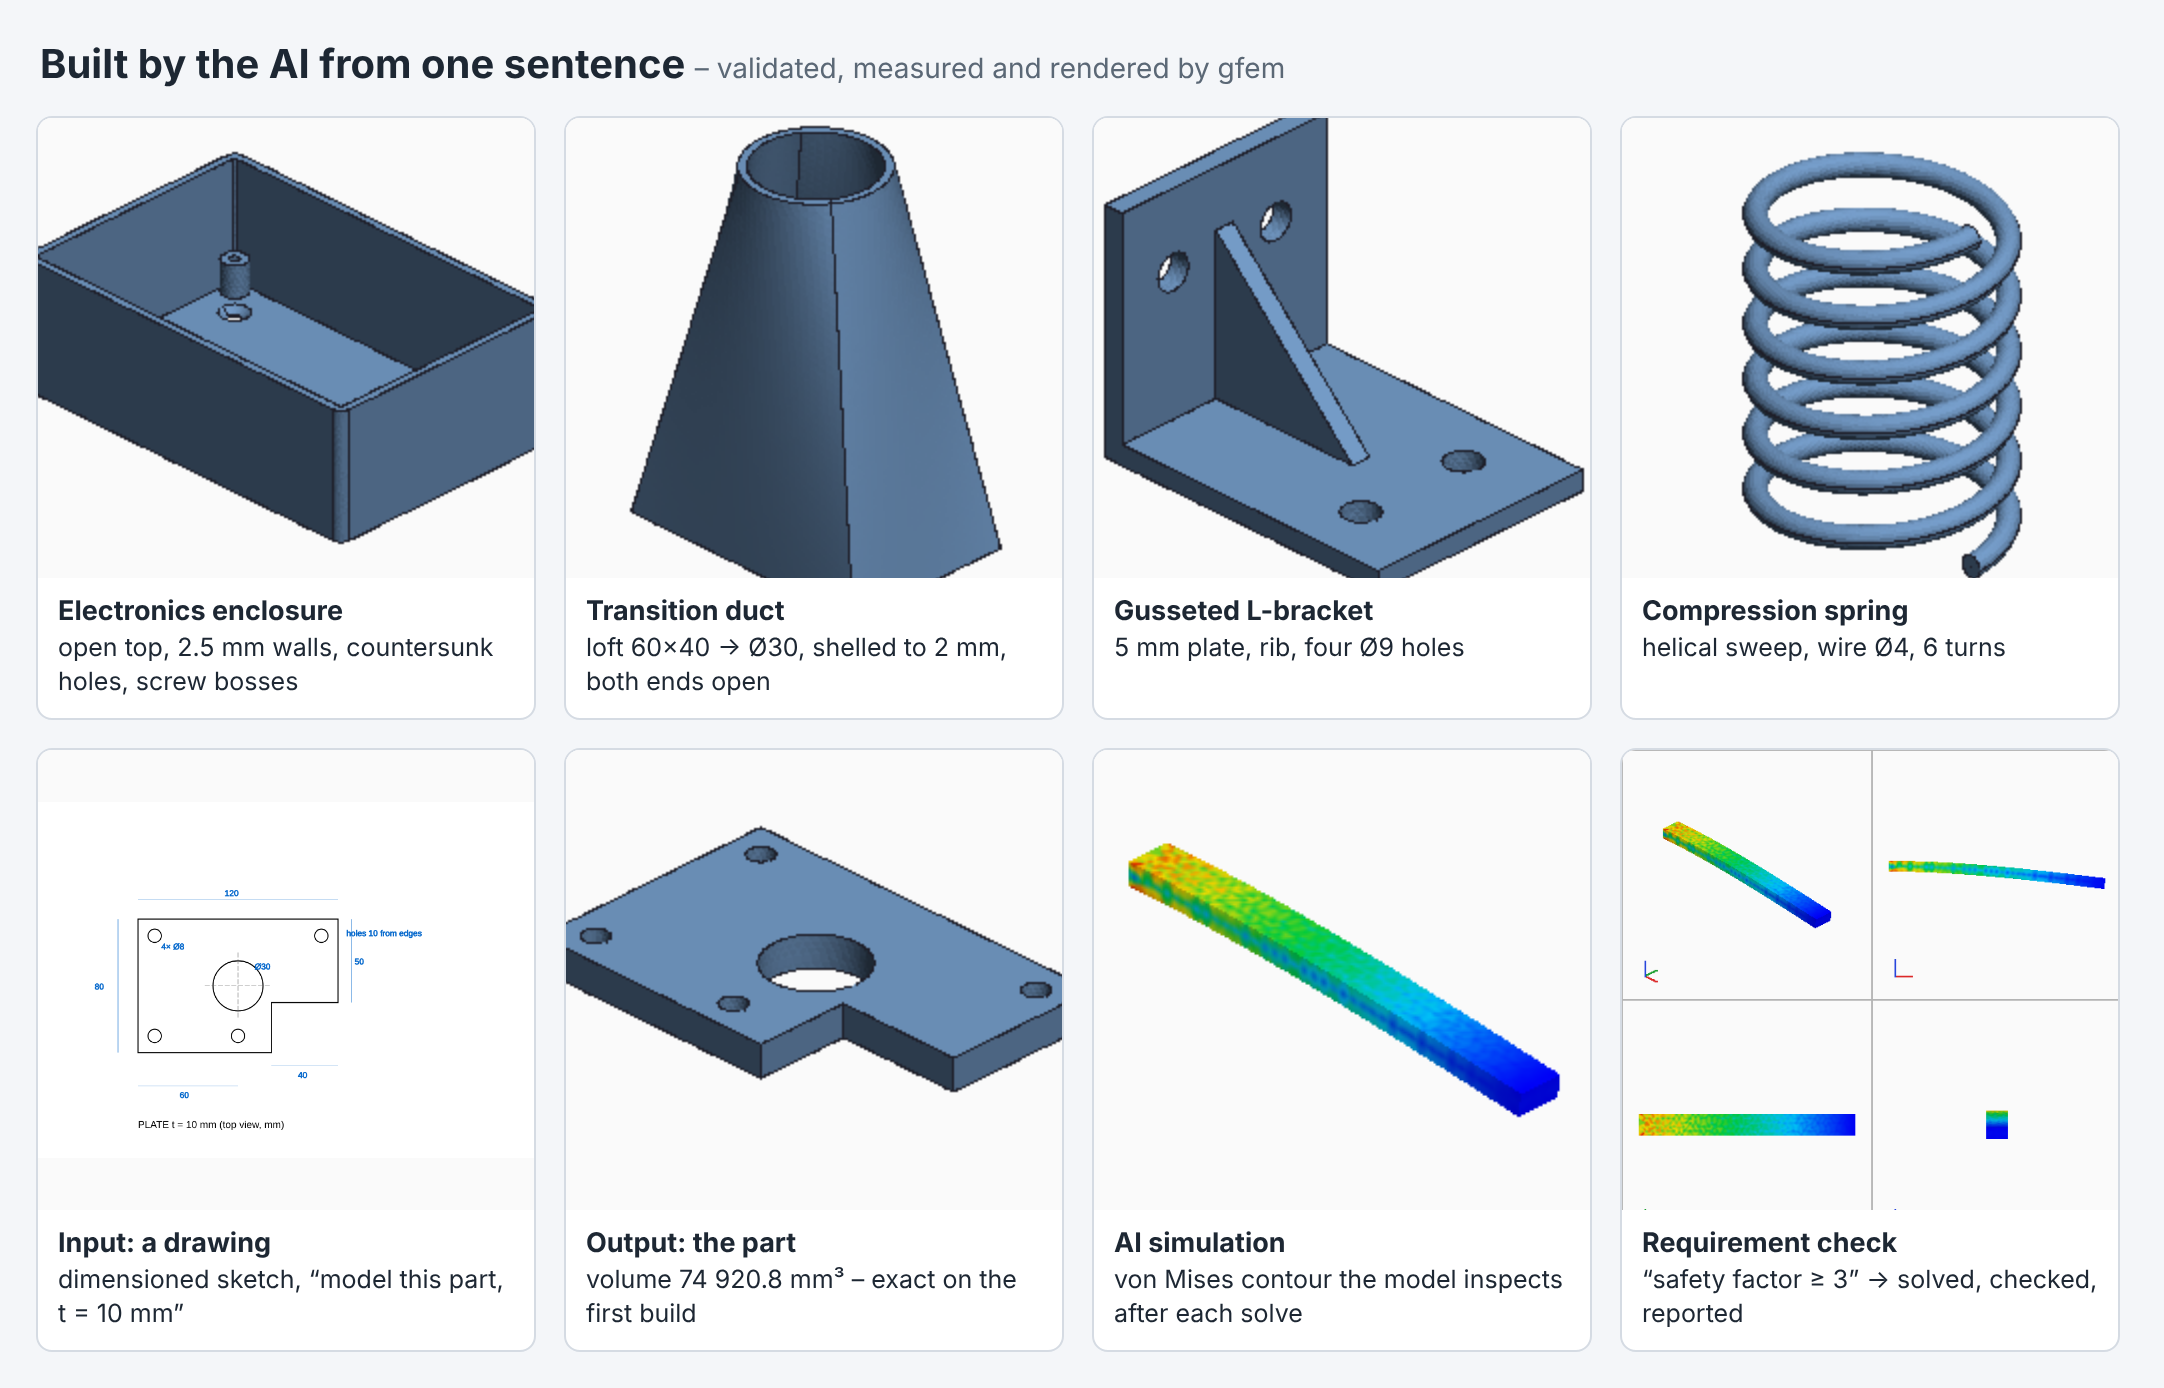 Built by the AI from one sentence – validated, measured and rendered by gfem
Electronics enclosure
open top, 2.5 mm walls, countersunk
holes, screw bosses
Transition duct
loft 60×40 → Ø30, shelled to 2 mm,
both ends open
Gusseted L-bracket
5 mm plate, rib, four Ø9 holes
Compression spring
helical sweep, wire Ø4, 6 turns
120
4× Ø8
holes 10 from edges
Ø30
50
80
40
60
PLATE t = 10 mm (top view, mm)
Input: a drawing
dimensioned sketch, “model this part,
t = 10 mm”
Output: the part
volume 74 920.8 mm³ – exact on the
first build
AI simulation
von Mises contour the model inspects
after each solve
Requirement check
“safety factor ≥ 3” → solved, checked,
reported